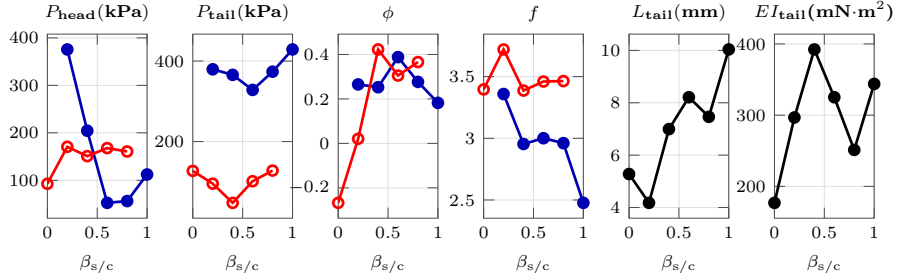 P_head(kPa) P_tail(kPa) ϕ f L_tail(mm) EI_tail(mN·m²)
400
300
200
100
0 0.5 1
β_s/c
400
200
0 0.5 1
β_s/c
0.4
0.2
0
0.2
0 0.5 1
β_s/c
3.5
3
2.5
0 0.5 1
β_s/c
10
8
6
4
0 0.5 1
β_s/c
400
300
200
0 0.5 1
β_s/c